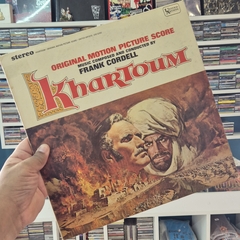 stereo
ORIGINAL MOTION PICTURE SCORE
MUSIC COMPOSED AND CONDUCTED BY
FRANK CORDELL
Khartoum